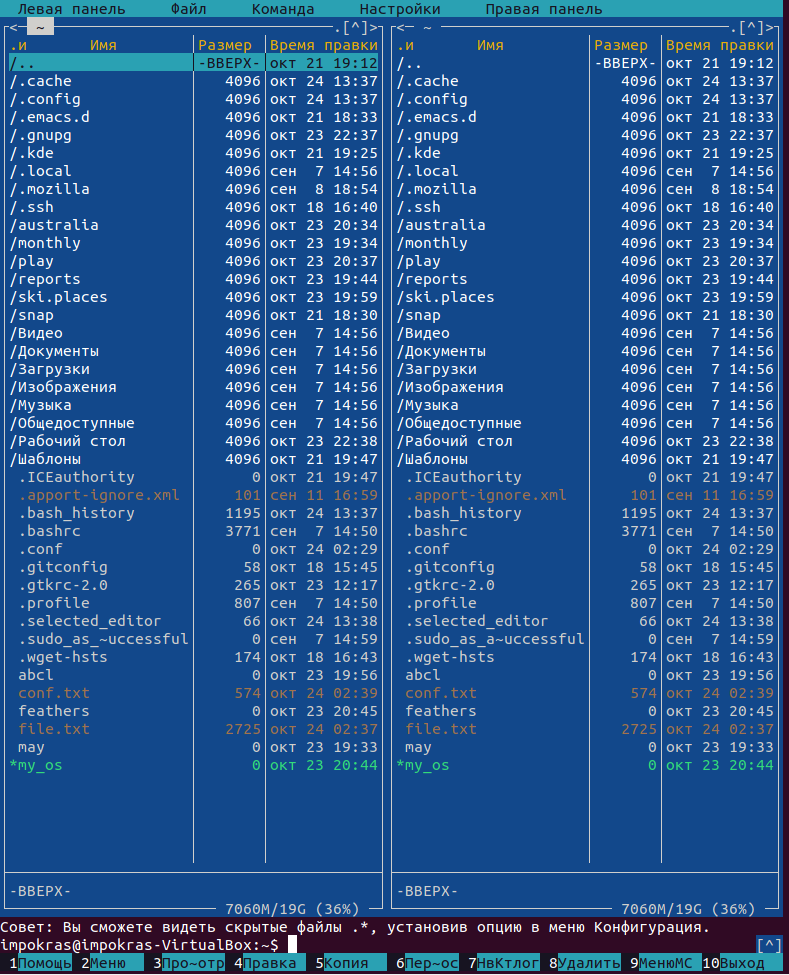 Левая панель Файл Команда Настройки Правая панель
<─ ~ .[^]> <─ ~ .[^]>
.и Имя Размер Время правки .и Имя Размер Время правки
/.. -ВВЕРХ- окт 21 19:12 /.. -ВВЕРХ- окт 21 19:12
/.cache 4096 окт 24 13:37 /.cache 4096 окт 24 13:37
/.config 4096 окт 24 13:37 /.config 4096 окт 24 13:37
/.emacs.d 4096 окт 21 18:33 /.emacs.d 4096 окт 21 18:33
/.gnupg 4096 окт 23 22:37 /.gnupg 4096 окт 23 22:37
/.kde 4096 окт 21 19:25 /.kde 4096 окт 21 19:25
/.local 4096 сен 7 14:56 /.local 4096 сен 7 14:56
/.mozilla 4096 сен 8 18:54 /.mozilla 4096 сен 8 18:54
/.ssh 4096 окт 18 16:40 /.ssh 4096 окт 18 16:40
/australia 4096 окт 23 20:34 /australia 4096 окт 23 20:34
/monthly 4096 окт 23 19:34 /monthly 4096 окт 23 19:34
/play 4096 окт 23 20:37 /play 4096 окт 23 20:37
/reports 4096 окт 23 19:44 /reports 4096 окт 23 19:44
/ski.places 4096 окт 23 19:59 /ski.places 4096 окт 23 19:59
/snap 4096 окт 21 18:30 /snap 4096 окт 21 18:30
/Видео 4096 сен 7 14:56 /Видео 4096 сен 7 14:56
/Документы 4096 сен 7 14:56 /Документы 4096 сен 7 14:56
/Загрузки 4096 сен 7 14:56 /Загрузки 4096 сен 7 14:56
/Изображения 4096 сен 7 14:56 /Изображения 4096 сен 7 14:56
/Музыка 4096 сен 7 14:56 /Музыка 4096 сен 7 14:56
/Общедоступные 4096 сен 7 14:56 /Общедоступные 4096 сен 7 14:56
/Рабочий стол 4096 окт 23 22:38 /Рабочий стол 4096 окт 23 22:38
/Шаблоны 4096 окт 21 19:47 /Шаблоны 4096 окт 21 19:47
.ICEauthority 0 окт 21 19:47 .ICEauthority 0 окт 21 19:47
.apport-ignore.xml 101 сен 11 16:59 .apport-ignore.xml 101 сен 11 16:59
.bash_history 1195 окт 24 13:37 .bash_history 1195 окт 24 13:37
.bashrc 3771 сен 7 14:50 .bashrc 3771 сен 7 14:50
.conf 0 окт 24 02:29 .conf 0 окт 24 02:29
.gitconfig 58 окт 18 15:45 .gitconfig 58 окт 18 15:45
.gtkrc-2.0 265 окт 23 12:17 .gtkrc-2.0 265 окт 23 12:17
.profile 807 сен 7 14:50 .profile 807 сен 7 14:50
.selected_editor 66 окт 24 13:38 .selected_editor 66 окт 24 13:38
.sudo_as_~uccessful 0 сен 7 14:59 .sudo_as_a~uccessful 0 сен 7 14:59
.wget-hsts 174 окт 18 16:43 .wget-hsts 174 окт 18 16:43
abcl 0 окт 23 19:56 abcl 0 окт 23 19:56
conf.txt 574 окт 24 02:39 conf.txt 574 окт 24 02:39
feathers 0 окт 23 20:45 feathers 0 окт 23 20:45
file.txt 2725 окт 24 02:37 file.txt 2725 окт 24 02:37
may 0 окт 23 19:33 may 0 окт 23 19:33
*my_os 0 окт 23 20:44 *my_os 0 окт 23 20:44
-ВВЕРХ- -ВВЕРХ-
7060M/19G (36%) 7060M/19G (36%)
Совет: Вы сможете видеть скрытые файлы .*, установив опцию в меню Конфигурация.
impokras@impokras-VirtualBox:~$ [^]
1Помощь 2Меню 3Про~отр 4Правка 5Копия 6Пер~ос 7НвКтлог 8Удалить 9МенюМС 10Выход